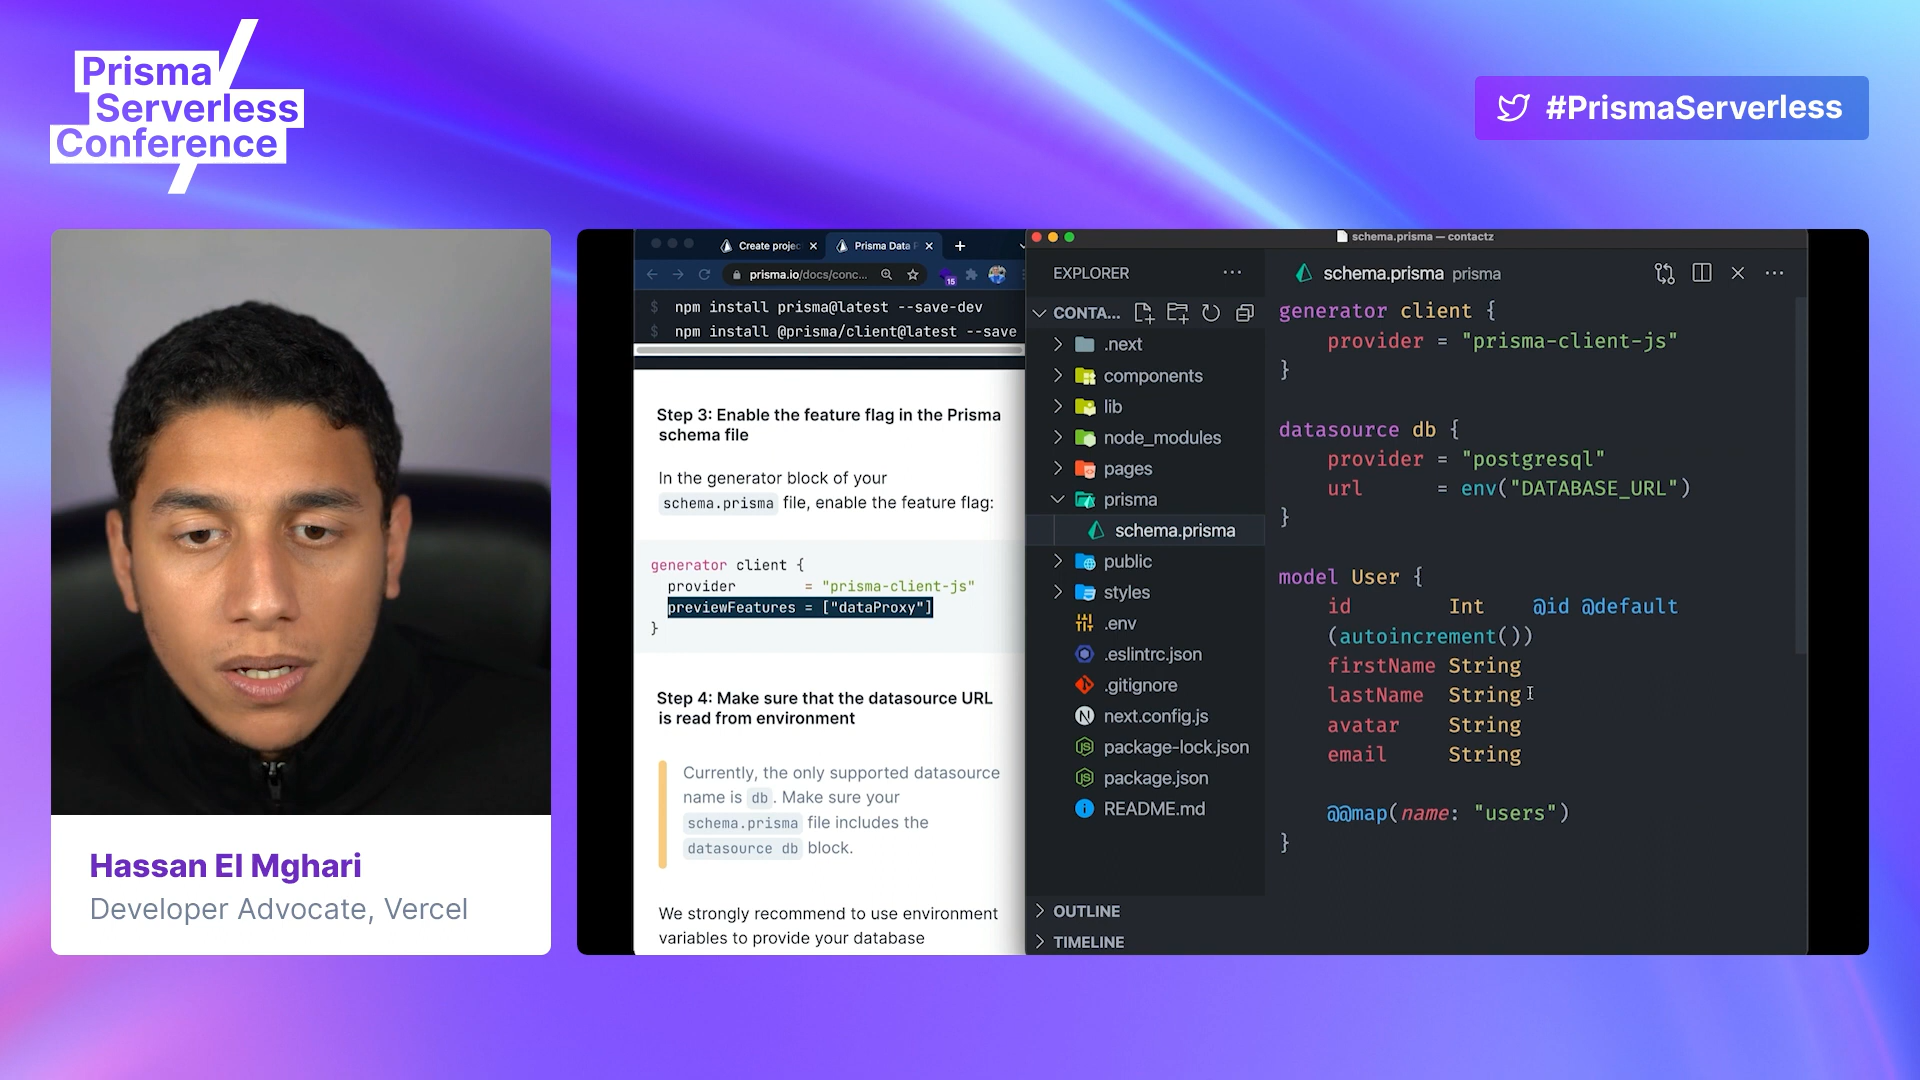 Prisma
Serverless
Conference
#PrismaServerless
Hassan El Mghari
Developer Advocate, Vercel
Create projec
Prisma Data P
prisma.io/docs/conc...
15
$ npm install prisma@latest --save-dev
$ npm install @prisma/client@latest --save
Step 3: Enable the feature flag in the Prisma
schema file
In the generator block of your
schema.prisma file, enable the feature flag:
generator client {
provider = "prisma-client-js"
previewFeatures = ["dataProxy"]
}
Step 4: Make sure that the datasource URL
is read from environment
Currently, the only supported datasource
name is db. Make sure your
schema.prisma file includes the
datasource db block.
We strongly recommend to use environment
variables to provide your database
schema.prisma — contactz
EXPLORER
CONTA...
.next
components
lib
node_modules
pages
prisma
schema.prisma
public
styles
.env
.eslintrc.json
.gitignore
next.config.js
package-lock.json
package.json
README.md
OUTLINE
TIMELINE
schema.prisma prisma
generator client {
provider = "prisma-client-js"
}
datasource db {
provider = "postgresql"
url = env("DATABASE_URL")
}
model User {
id Int @id @default
(autoincrement())
firstName String
lastName String
avatar String
email String
@@map(name: "users")
}